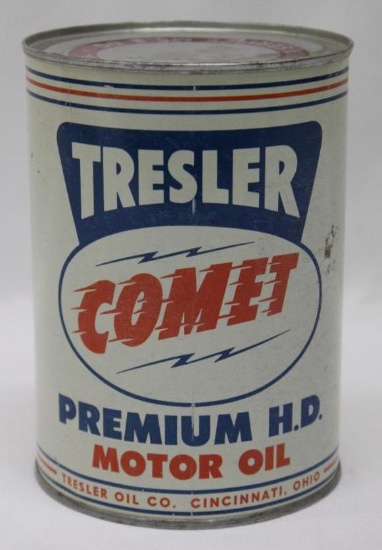 TRESLER
COMET
PREMIUM H.D.
MOTOR OIL
TRESLER OIL CO. CINCINNATI, OHIO